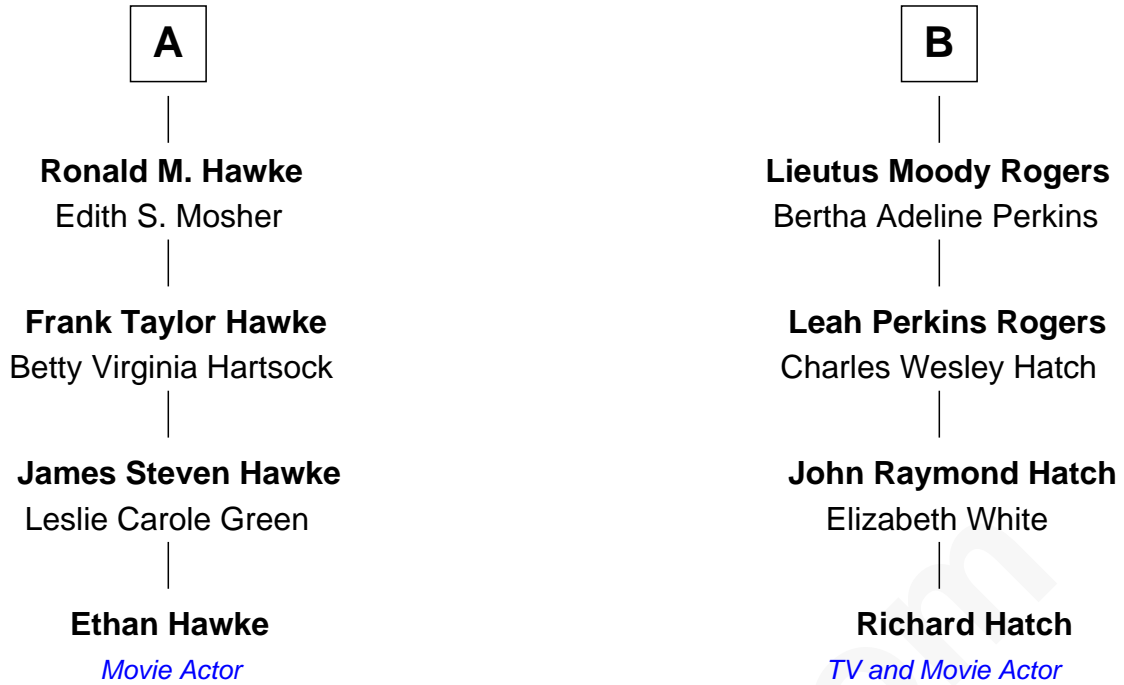 A
B
Ronald M. Hawke
Edith S. Mosher
Lieutus Moody Rogers
Bertha Adeline Perkins
Frank Taylor Hawke
Betty Virginia Hartsock
Leah Perkins Rogers
Charles Wesley Hatch
James Steven Hawke
Leslie Carole Green
John Raymond Hatch
Elizabeth White
Ethan Hawke
Movie Actor
Richard Hatch
TV and Movie Actor